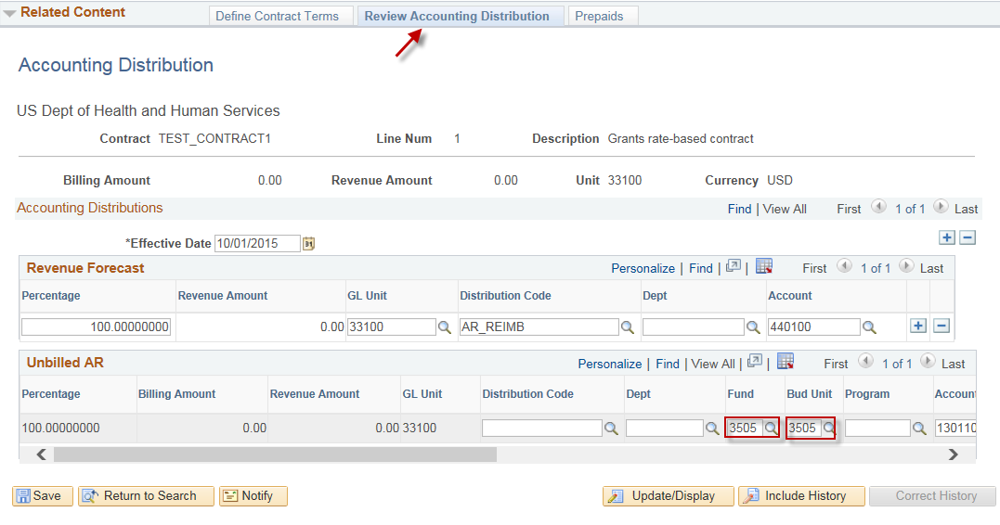 Related Content
Define Contract Terms Review Accounting Distribution Prepaids
Accounting Distribution
US Dept of Health and Human Services
Contract TEST_CONTRACT1 Line Num 1 Description Grants rate-based contract
Billing Amount 0.00 Revenue Amount 0.00 Unit 33100 Currency USD
Accounting Distributions Find | View All First 1 of 1 Last
*Effective Date 10/01/2015 31
Revenue Forecast Personalize | Find | | First 1 of 1 Last
Percentage Revenue Amount GL Unit Distribution Code Dept Account
100.00000000 0.00 33100 AR_REIMB 440100
Unbilled AR Personalize | Find | View All | | First 1 of 1 Last
Percentage Billing Amount Revenue Amount GL Unit Distribution Code Dept Fund Bud Unit Program Accoun
100.00000000 0.00 0.00 33100 3505 3505 130110
Save Return to Search Notify Update/Display Include History Correct History